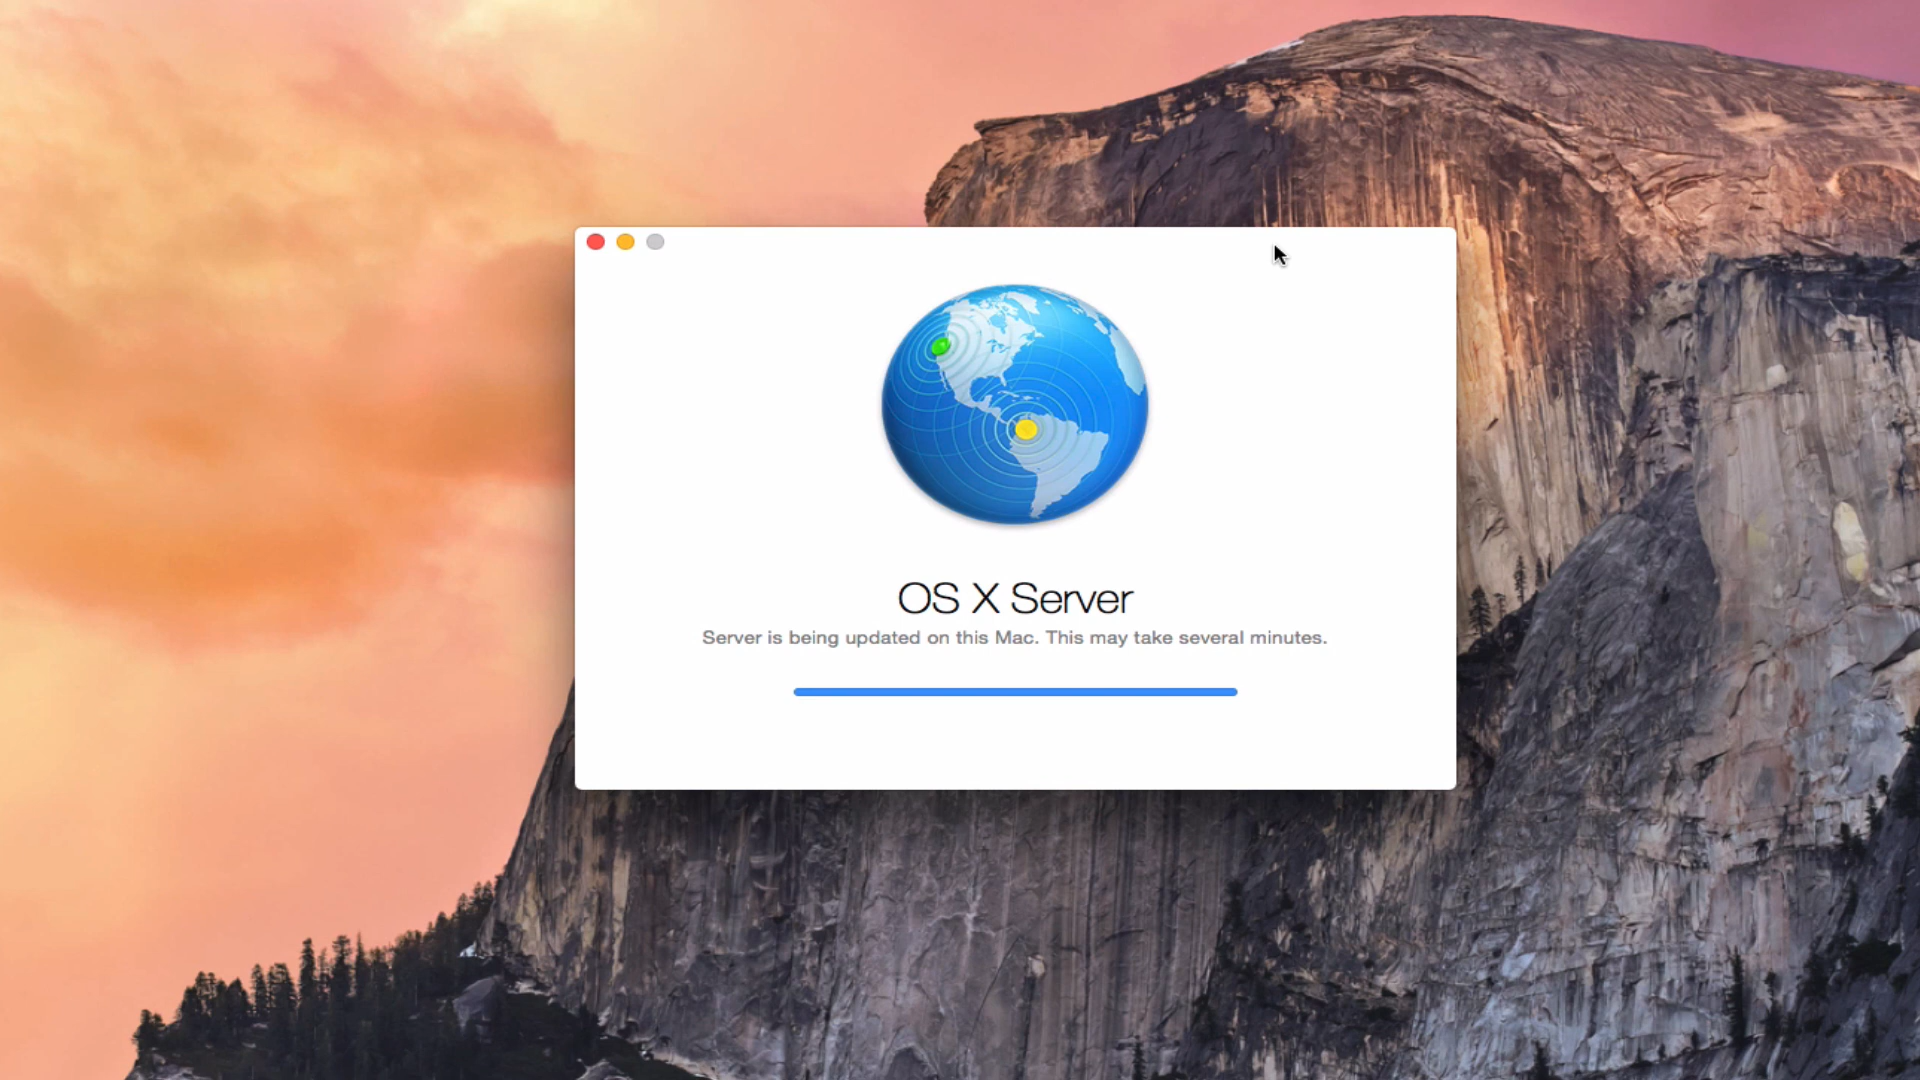 OS X Server
Server is being updated on this Mac. This may take several minutes.